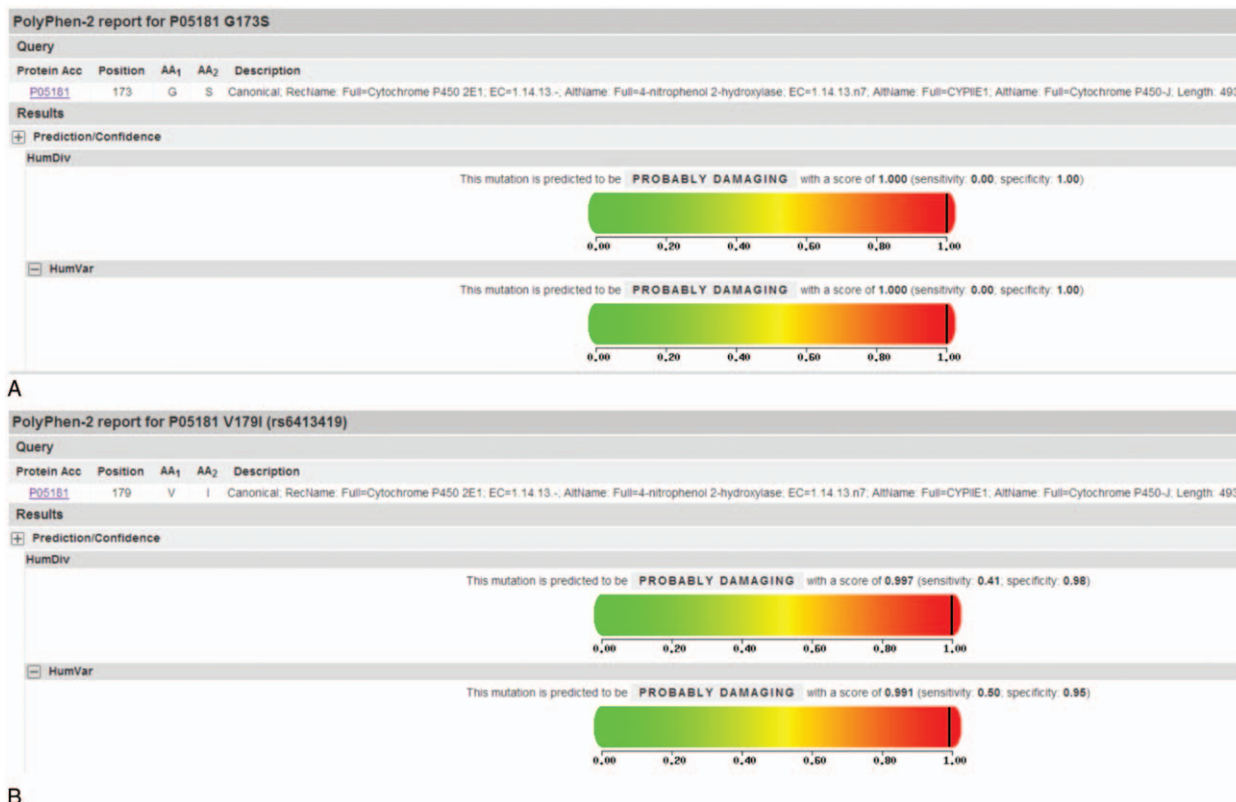 PolyPhen-2 report for P05181 G173S
Query
Protein Acc Position AA1 AA2 Description
P05181 173 G S Canonical; RecName: Full=Cytochrome P450 2E1; EC=1.14.13.-; AltName: Full=4-nitrophenol 2-hydroxylase; EC=1.14.13.n7; AltName: Full=CYPIIE1; AltName: Full=Cytochrome P450-J; Length: 493
Results
Prediction/Confidence
HumDiv
This mutation is predicted to be PROBABLY DAMAGING with a score of 1.000 (sensitivity: 0.00; specificity: 1.00)
0.00 0.20 0.40 0.60 0.80 1.00
HumVar
This mutation is predicted to be PROBABLY DAMAGING with a score of 1.000 (sensitivity: 0.00; specificity: 1.00)
0.00 0.20 0.40 0.60 0.80 1.00
A
PolyPhen-2 report for P05181 V179I (rs6413419)
Query
Protein Acc Position AA1 AA2 Description
P05181 179 V I Canonical; RecName: Full=Cytochrome P450 2E1; EC=1.14.13.-; AltName: Full=4-nitrophenol 2-hydroxylase; EC=1.14.13.n7; AltName: Full=CYPIIE1; AltName: Full=Cytochrome P450-J; Length: 493
Results
Prediction/Confidence
HumDiv
This mutation is predicted to be PROBABLY DAMAGING with a score of 0.997 (sensitivity: 0.41; specificity: 0.98)
0.00 0.20 0.40 0.60 0.80 1.00
HumVar
This mutation is predicted to be PROBABLY DAMAGING with a score of 0.991 (sensitivity: 0.50; specificity: 0.95)
0.00 0.20 0.40 0.60 0.80 1.00
B